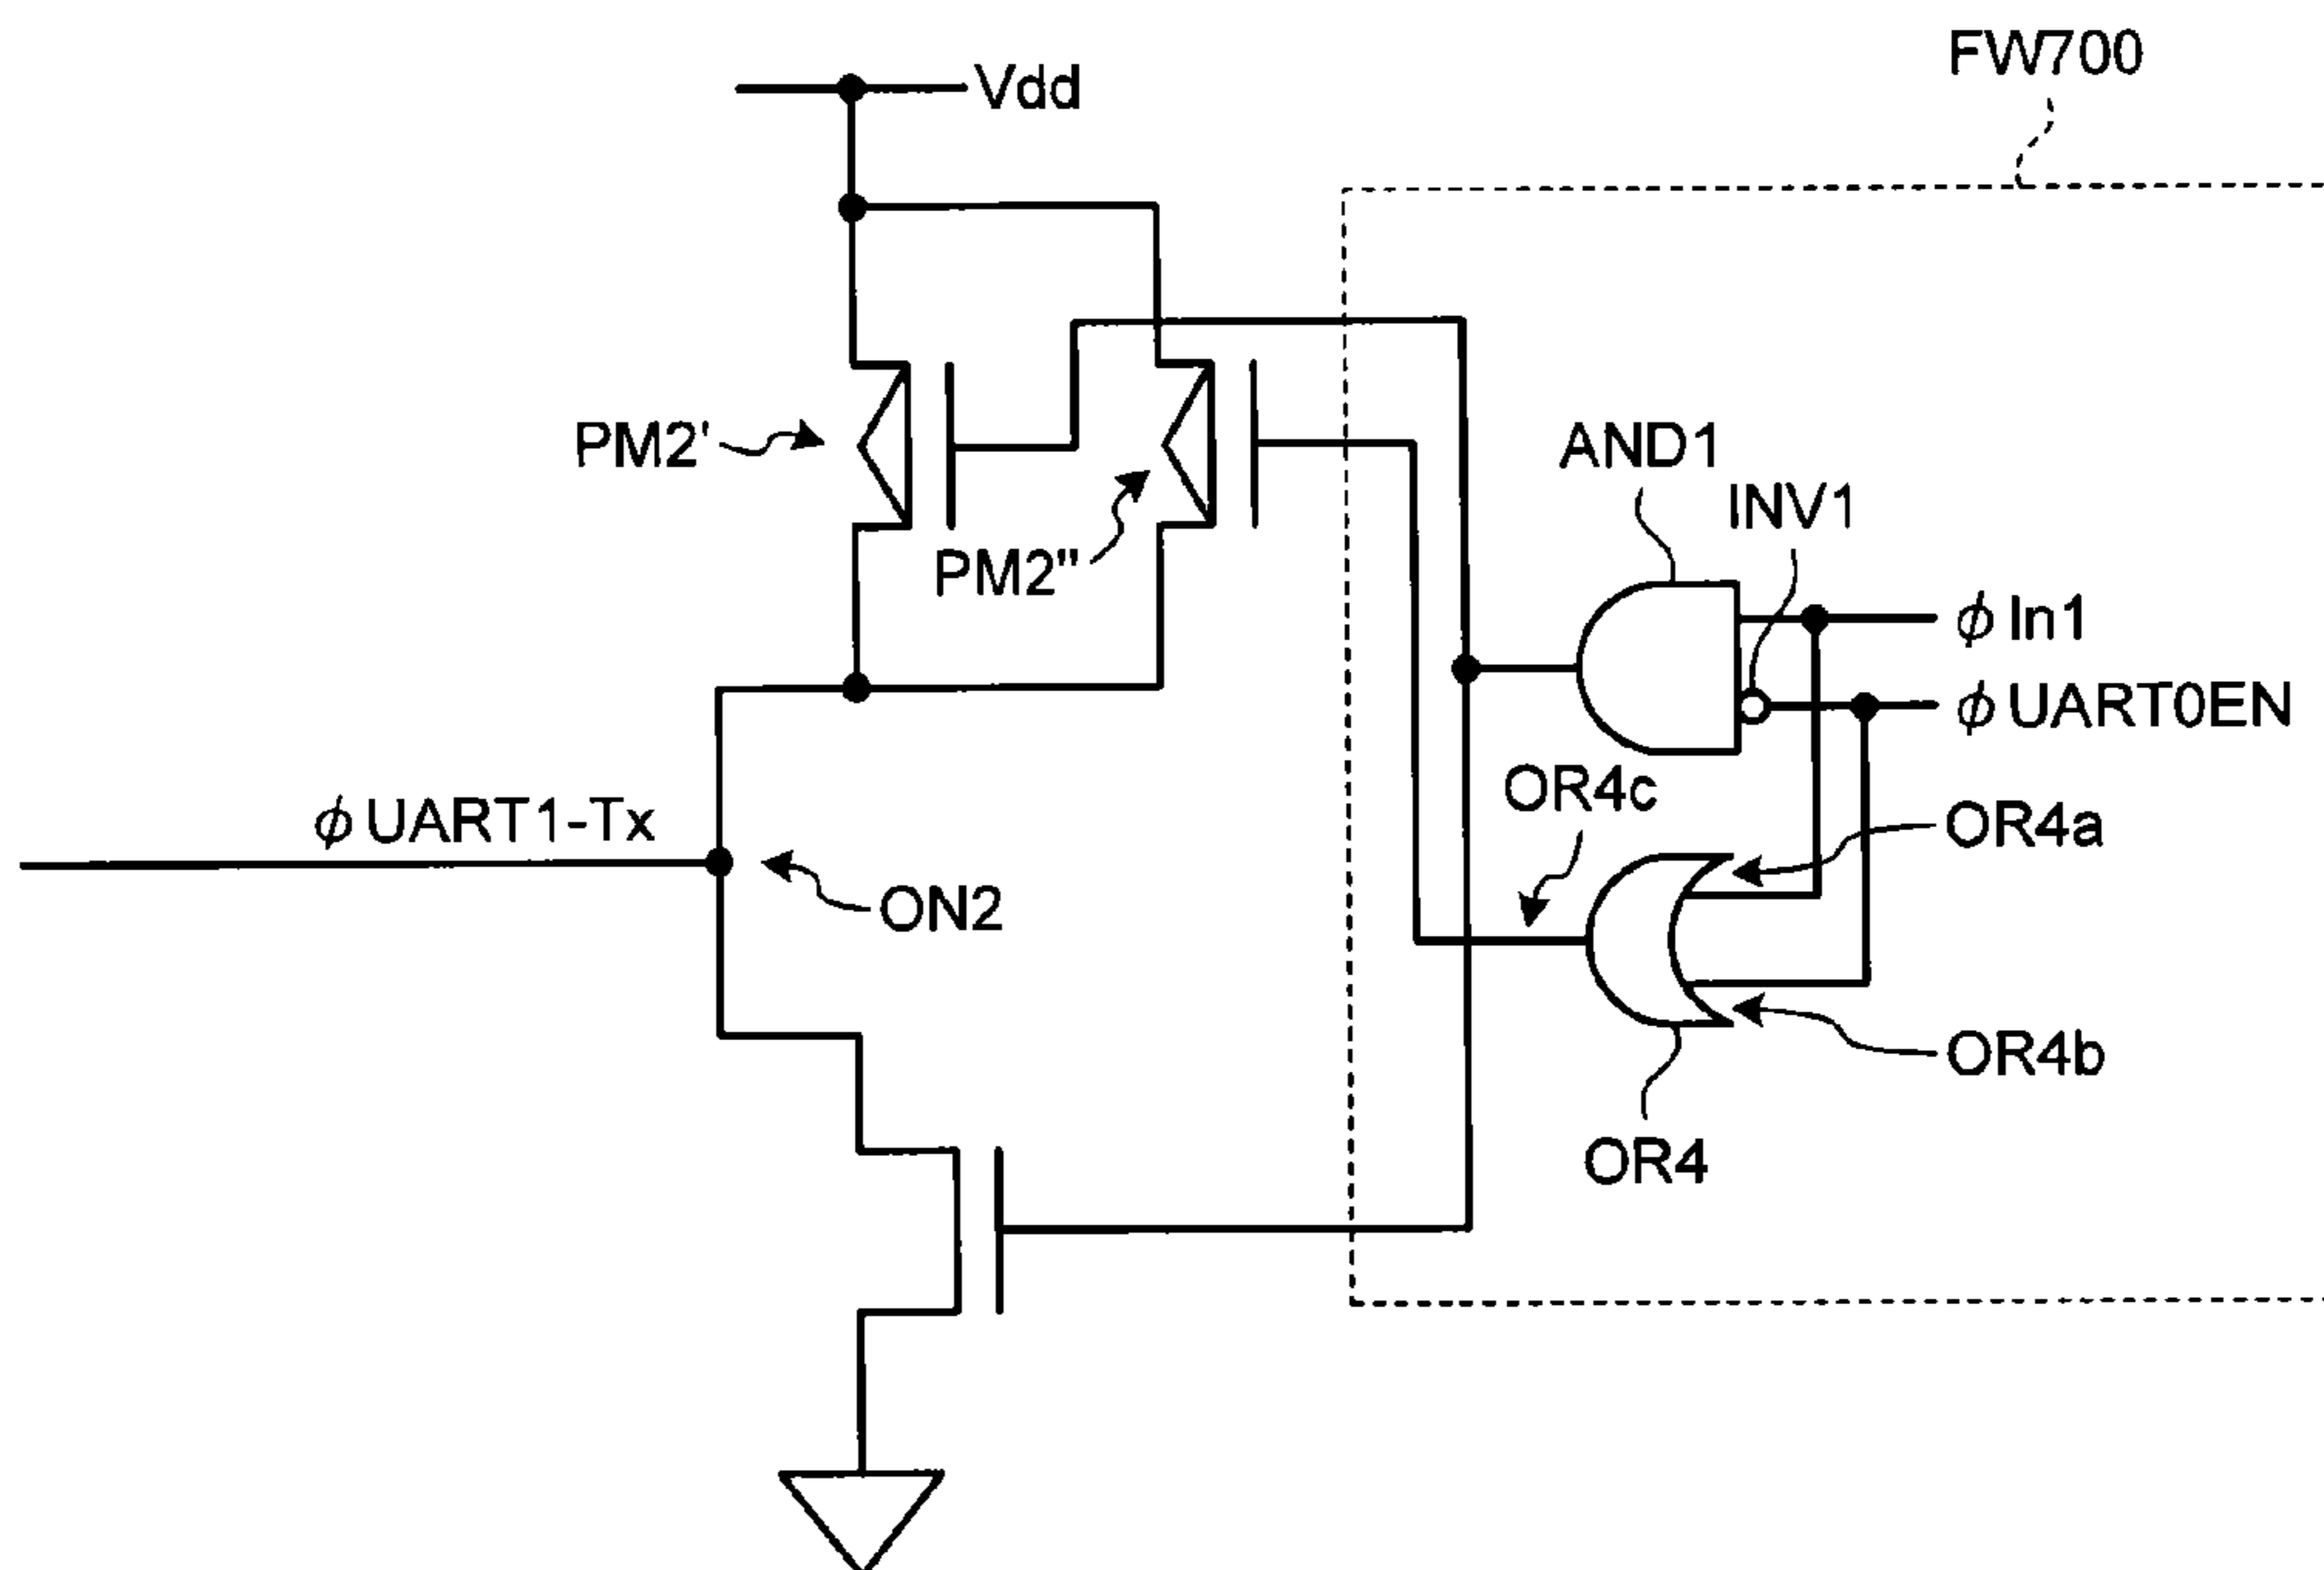 FW700
Vdd
PM2'
PM2"
AND1
INV1
ϕ In1
ϕ UART0EN
OR4c
OR4a
ϕ UART1-Tx
ON2
OR4b
OR4